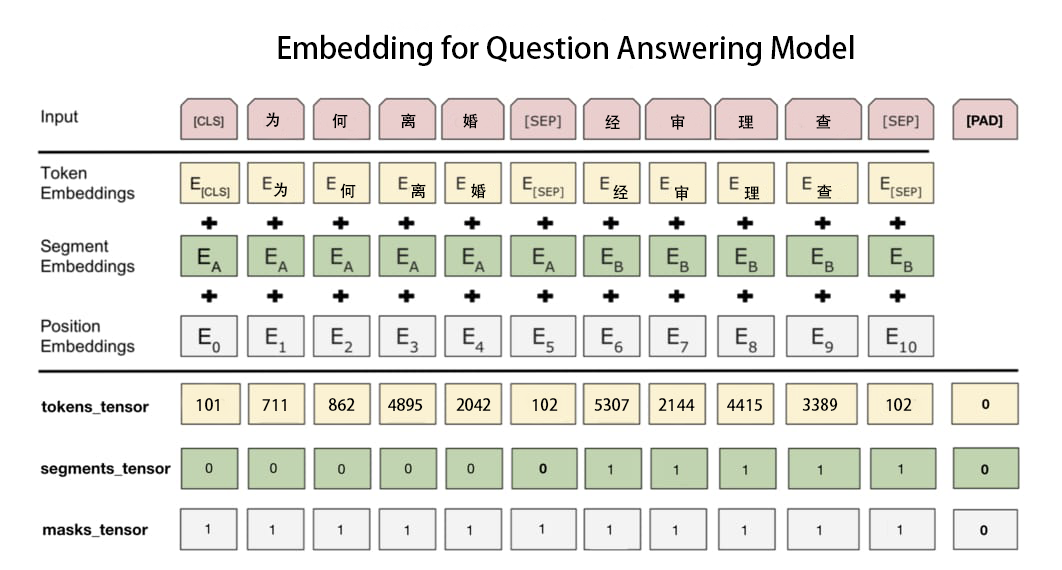 Embedding for Question Answering Model
Input [CLS] 为 何 离 婚 [SEP] 经 审 理 查 [SEP] [PAD]
Token Embeddings E[CLS] E为 E何 E离 E婚 E[SEP] E经 E审 E理 E查 E[SEP]
+ + + + + + + + + + +
Segment Embeddings EA EA EA EA EA EA EB EB EB EB EB
+ + + + + + + + + + +
Position Embeddings E0 E1 E2 E3 E4 E5 E6 E7 E8 E9 E10
tokens_tensor 101 711 862 4895 2042 102 5307 2144 4415 3389 102 0
segments_tensor 0 0 0 0 0 0 1 1 1 1 1 0
masks_tensor 1 1 1 1 1 1 1 1 1 1 1 0